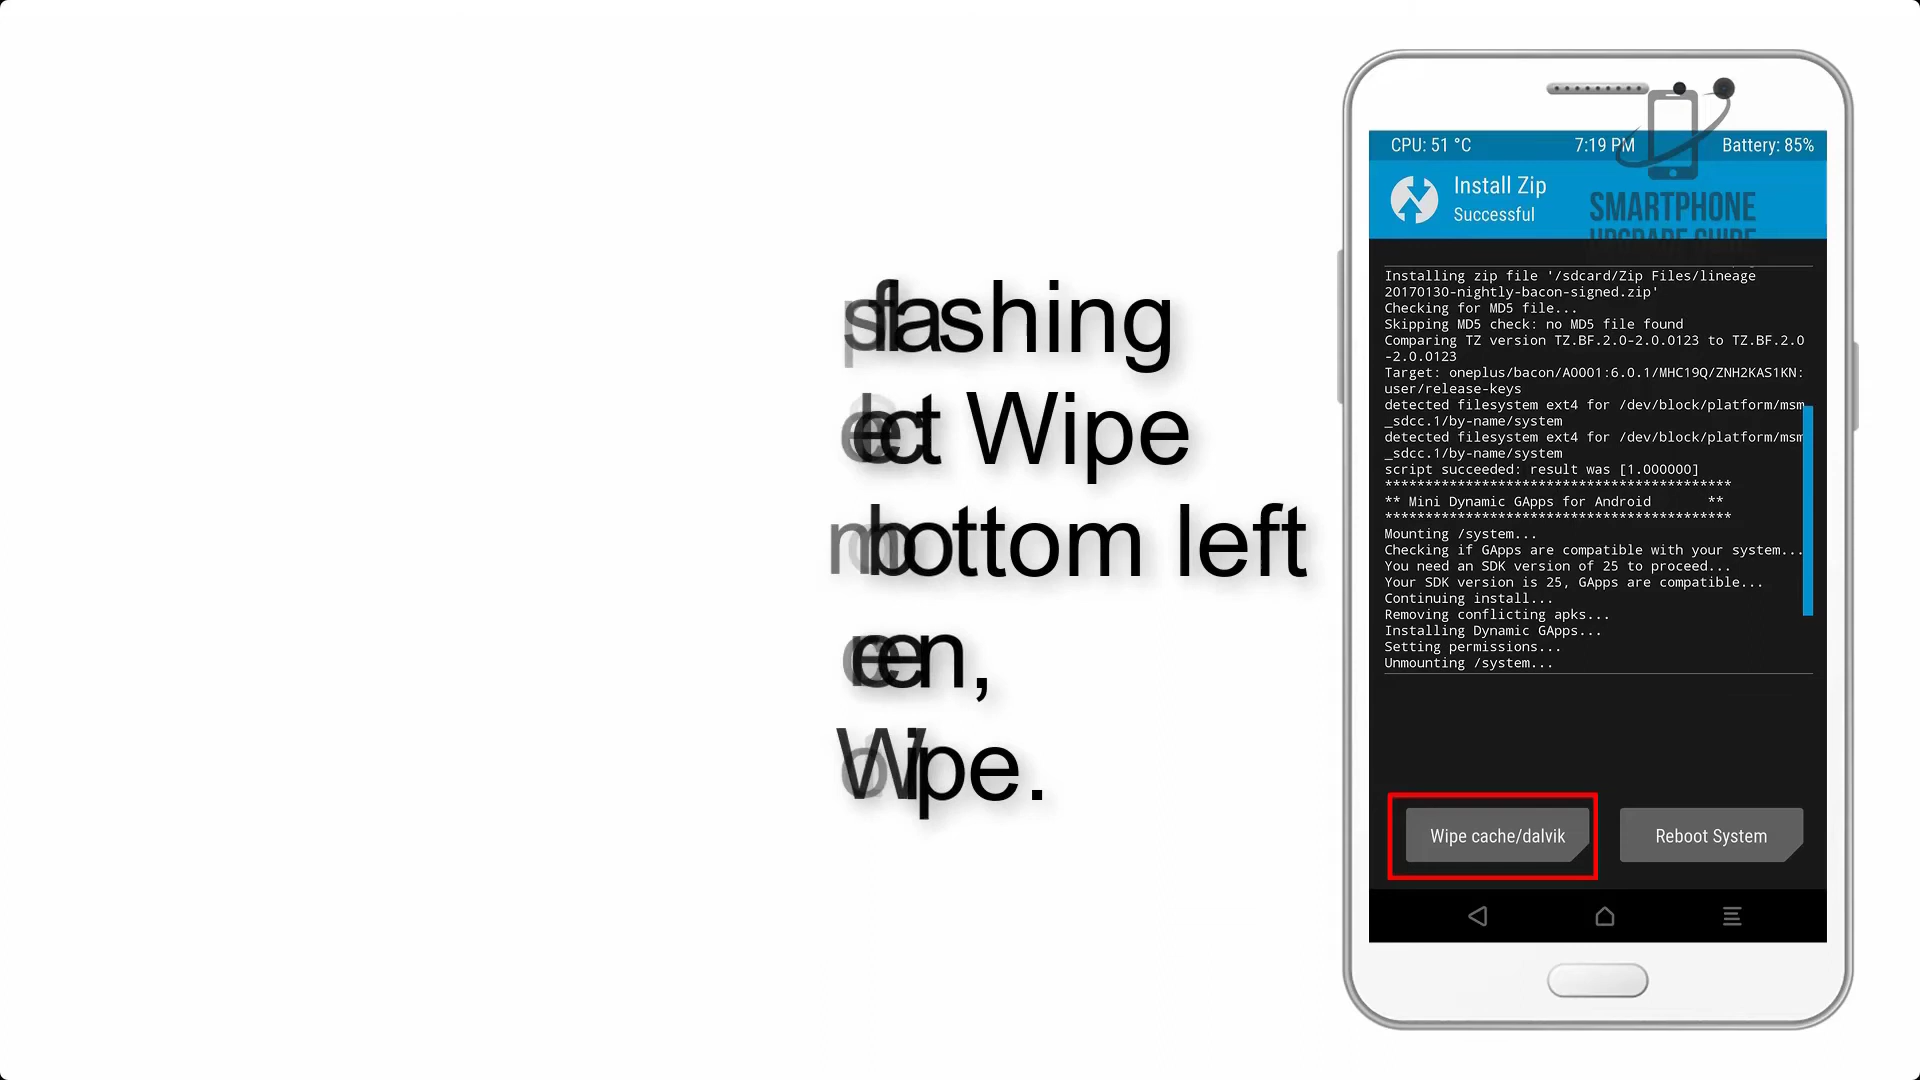 flashing
Wipe
bottom left
Wipe.
CPU: 51 °C 7:19 PM Battery: 85%
Install Zip
Successful
SMARTPHONE
UPGRADE GUIDE
Installing zip file '/sdcard/Zip Files/lineage
20170130-nightly-bacon-signed.zip'
Checking for MD5 file...
Skipping MD5 check: no MD5 file found
Comparing TZ version TZ.BF.2.0-2.0.0123 to TZ.BF.2.0
-2.0.0123
Target: oneplus/bacon/A0001:6.0.1/MHC19Q/ZNH2KAS1KN:
user/release-keys
detected filesystem ext4 for /dev/block/platform/msm
_sdcc.1/by-name/system
detected filesystem ext4 for /dev/block/platform/msm
_sdcc.1/by-name/system
script succeeded: result was [1.000000]
*******************************************
** Mini Dynamic GApps for Android **
*******************************************
Mounting /system...
Checking if GApps are compatible with your system...
You need an SDK version of 25 to proceed...
Your SDK version is 25, GApps are compatible...
Continuing install...
Removing conflicting apks...
Installing Dynamic GApps...
Setting permissions...
Unmounting /system...
Wipe cache/dalvik Reboot System